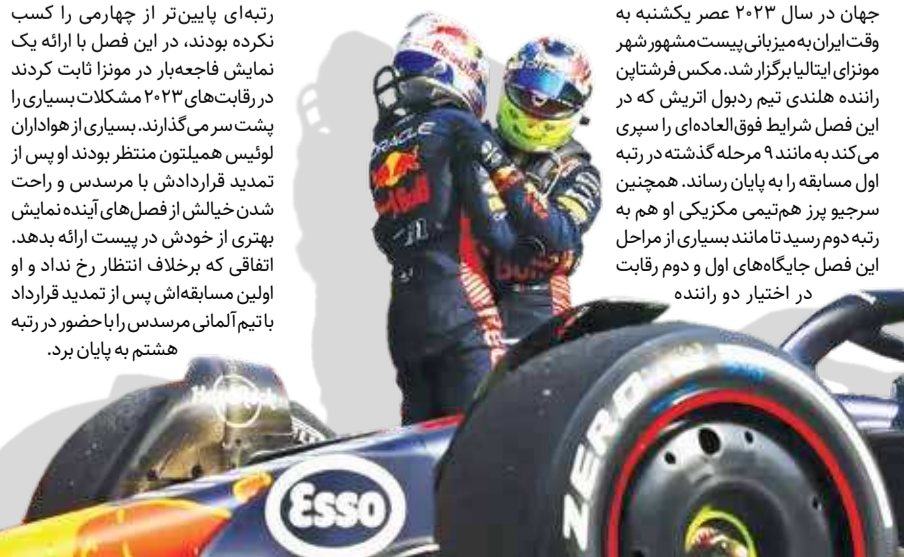 جهان در سال ۲۰۲۳ عصر یکشنبه به
وقت ایران به میزبانی پیست مشهور شهر
مونزای ایتالیا برگزار شد. مکس فرشتاپن
راننده هلندی تیم ردبول اتریش که در
این فصل شرایط فوق‌العاده‌ای را سپری
می‌کند به مانند ۹ مرحله گذشته در رتبه
اول مسابقه را به پایان رساند. همچنین
سرجیو پرز هم‌تیمی مکزیکی او هم به
رتبه دوم رسید تا مانند بسیاری از مراحل
این فصل جایگاه‌های اول و دوم رقابت
در اختیار دو راننده
رتبه‌ای پایین‌تر از چهارمی را کسب
نکرده بودند، در این فصل با ارائه یک
نمایش فاجعه‌بار در مونزا ثابت کردند
در رقابت‌های ۲۰۲۳ مشکلات بسیاری را
پشت سر می‌گذارند. بسیاری از هواداران
لوئیس همیلتون منتظر بودند او پس از
تمدید قراردادش با مرسدس و راحت
شدن خیالش از فصل‌های آینده نمایش
بهتری از خودش در پیست ارائه بدهد.
اتفاقی که برخلاف انتظار رخ نداد و او
اولین مسابقه‌اش پس از تمدید قرارداد
با تیم آلمانی مرسدس را با حضور در رتبه
هشتم به پایان برد.
ORACLE
Red Bull
Esso
ZERO